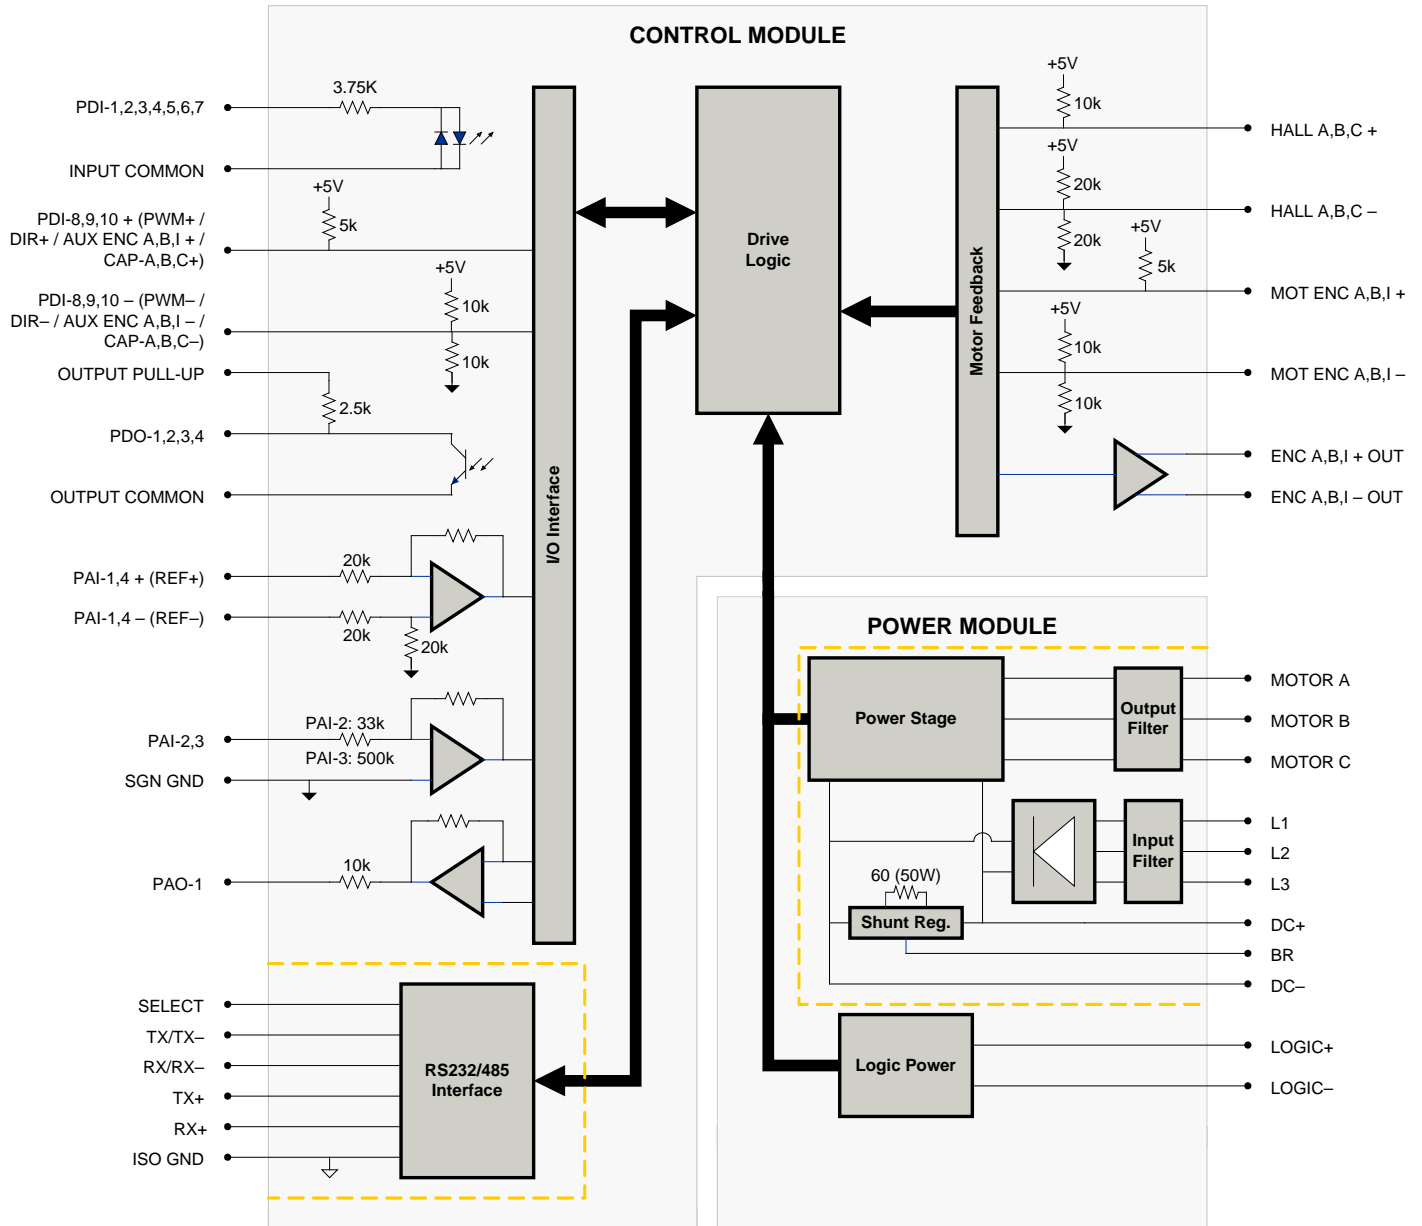 CONTROL MODULE
PDI-1,2,3,4,5,6,7
3.75K
INPUT COMMON
+5V
5k
PDI-8,9,10 + (PWM+ /
DIR+ / AUX ENC A,B,I + /
CAP-A,B,C+)
+5V
10k
10k
PDI-8,9,10 – (PWM– /
DIR– / AUX ENC A,B,I – /
CAP-A,B,C–)
OUTPUT PULL-UP
2.5k
PDO-1,2,3,4
OUTPUT COMMON
PAI-1,4 + (REF+)
20k
PAI-1,4 – (REF–)
20k
20k
PAI-2,3
PAI-2: 33k
PAI-3: 500k
SGN GND
PAO-1
10k
I/O Interface
Drive
Logic
Motor Feedback
+5V
10k
HALL A,B,C +
+5V
20k
20k
HALL A,B,C –
+5V
5k
MOT ENC A,B,I +
+5V
10k
10k
MOT ENC A,B,I –
ENC A,B,I + OUT
ENC A,B,I – OUT
SELECT
TX/TX–
RX/RX–
TX+
RX+
ISO GND
RS232/485
Interface
POWER MODULE
Power Stage
Output
Filter
MOTOR A
MOTOR B
MOTOR C
Input
Filter
L1
L2
L3
60 (50W)
Shunt Reg.
DC+
BR
DC–
Logic Power
LOGIC+
LOGIC–